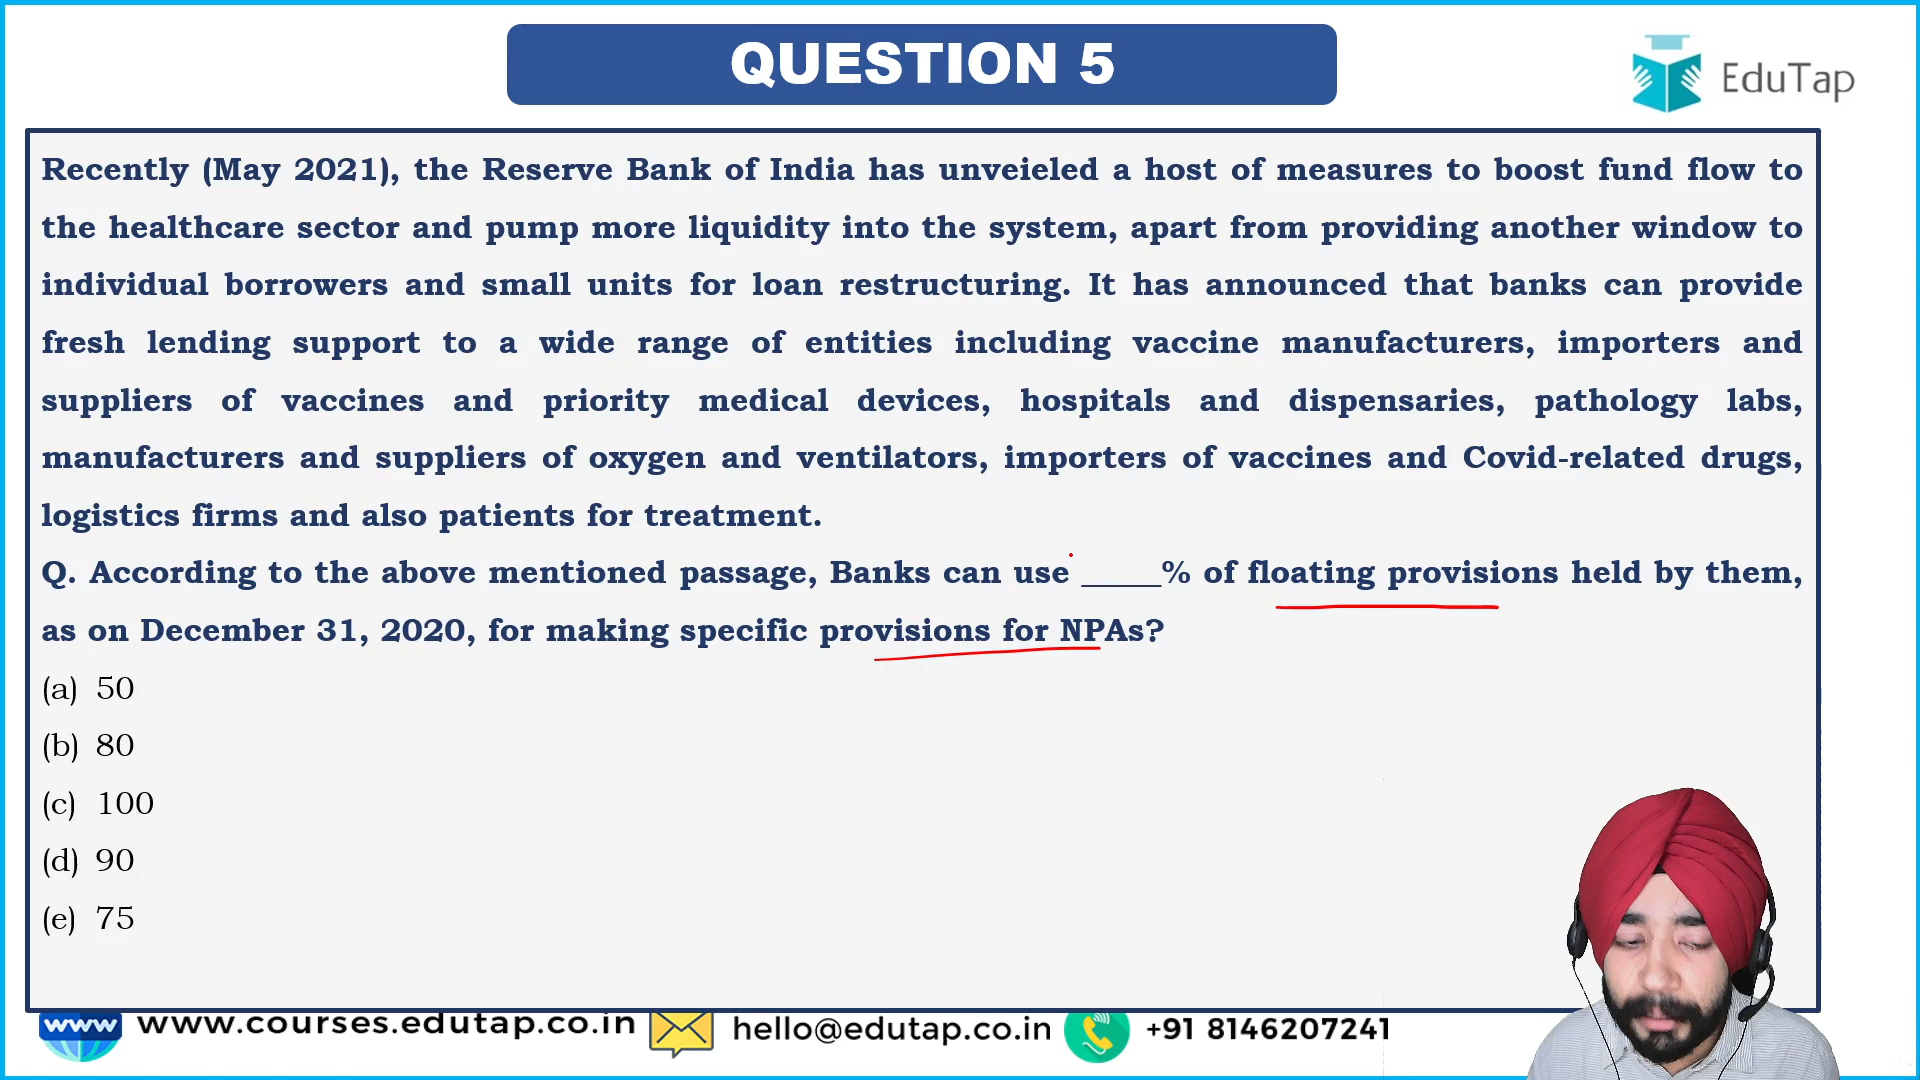 QUESTION 5
EduTap
Recently (May 2021), the Reserve Bank of India has unveieled a host of measures to boost fund flow to
the healthcare sector and pump more liquidity into the system, apart from providing another window to
individual borrowers and small units for loan restructuring. It has announced that banks can provide
fresh lending support to a wide range of entities including vaccine manufacturers, importers and
suppliers of vaccines and priority medical devices, hospitals and dispensaries, pathology labs,
manufacturers and suppliers of oxygen and ventilators, importers of vaccines and Covid-related drugs,
logistics firms and also patients for treatment.
Q. According to the above mentioned passage, Banks can use _____% of floating provisions held by them,
as on December 31, 2020, for making specific provisions for NPAs?
(a) 50
(b) 80
(c) 100
(d) 90
(e) 75
www www.courses.edutap.co.in hello@edutap.co.in +91 8146207241